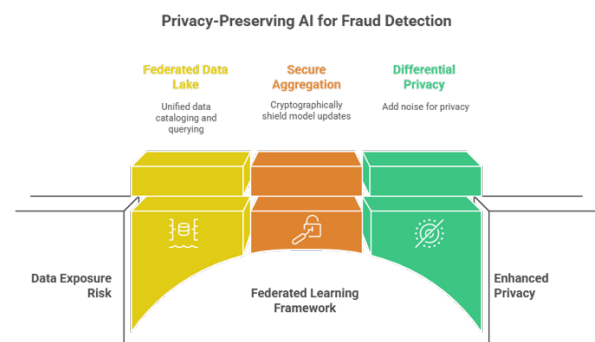 Privacy-Preserving AI for Fraud Detection
Federated Data
Lake
Unified data
cataloging and
querying
Secure
Aggregation
Cryptographically
shield model updates
Differential
Privacy
Add noise for privacy
Data Exposure
Risk
Federated Learning
Framework
Enhanced
Privacy